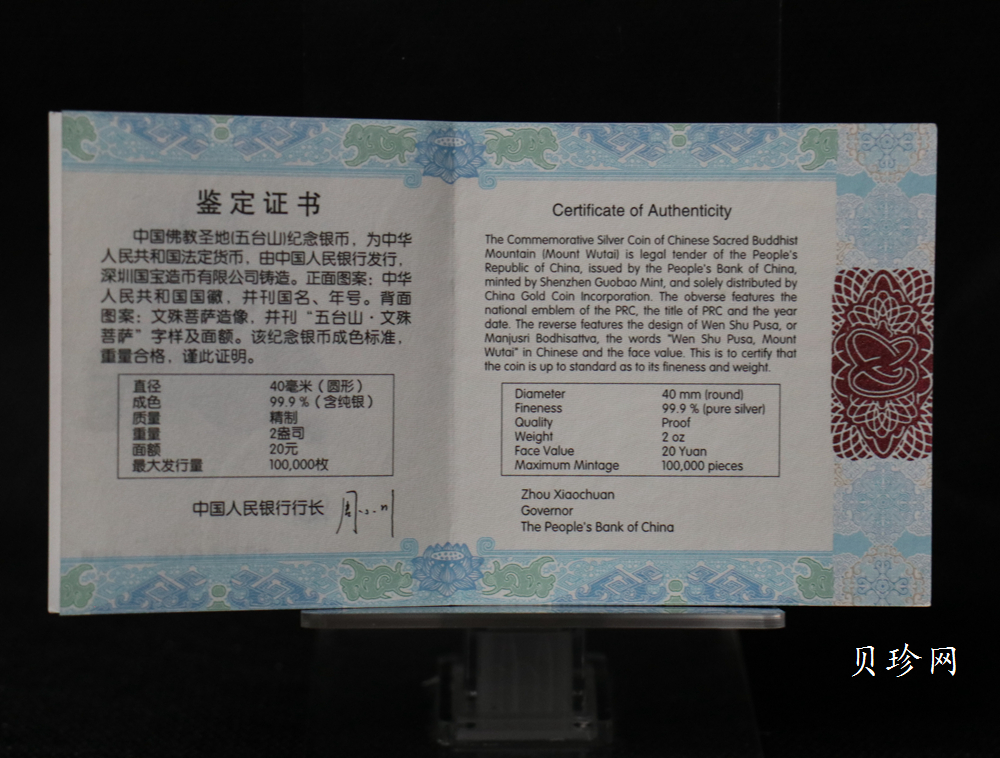 鉴定证书
中国佛教圣地(五台山)纪念银币，为中华
人民共和国法定货币，由中国人民银行发行，
深圳国宝造币有限公司铸造。正面图案：中华
人民共和国国徽，并刊国名、年号。背面
图案：文殊菩萨造像，并刊“五台山·文殊
菩萨”字样及面额。该纪念银币成色标准，
重量合格，谨此证明。
直径 40毫米（圆形）
成色 99.9％（含纯银）
质量 精制
重量 2盎司
面额 20元
最大发行量 100,000枚
中国人民银行行长 周小川
Certificate of Authenticity
The Commemorative Silver Coin of Chinese Sacred Buddhist
Mountain (Mount Wutai) is legal tender of the People's
Republic of China, issued by the People's Bank of China,
minted by Shenzhen Guobao Mint, and solely distributed by
China Gold Coin Incorporation. The obverse features the
national emblem of the PRC, the title of PRC and the year
date. The reverse features the design of Wen Shu Pusa, or
Manjusri Bodhisattva, the words "Wen Shu Pusa, Mount
Wutai" in Chinese and the face value. This is to certify that
the coin is up to standard as to its fineness and weight.
Diameter 40 mm (round)
Fineness 99.9 % (pure silver)
Quality Proof
Weight 2 oz
Face Value 20 Yuan
Maximum Mintage 100,000 pieces
Zhou Xiaochuan
Governor
The People's Bank of China
贝珍网